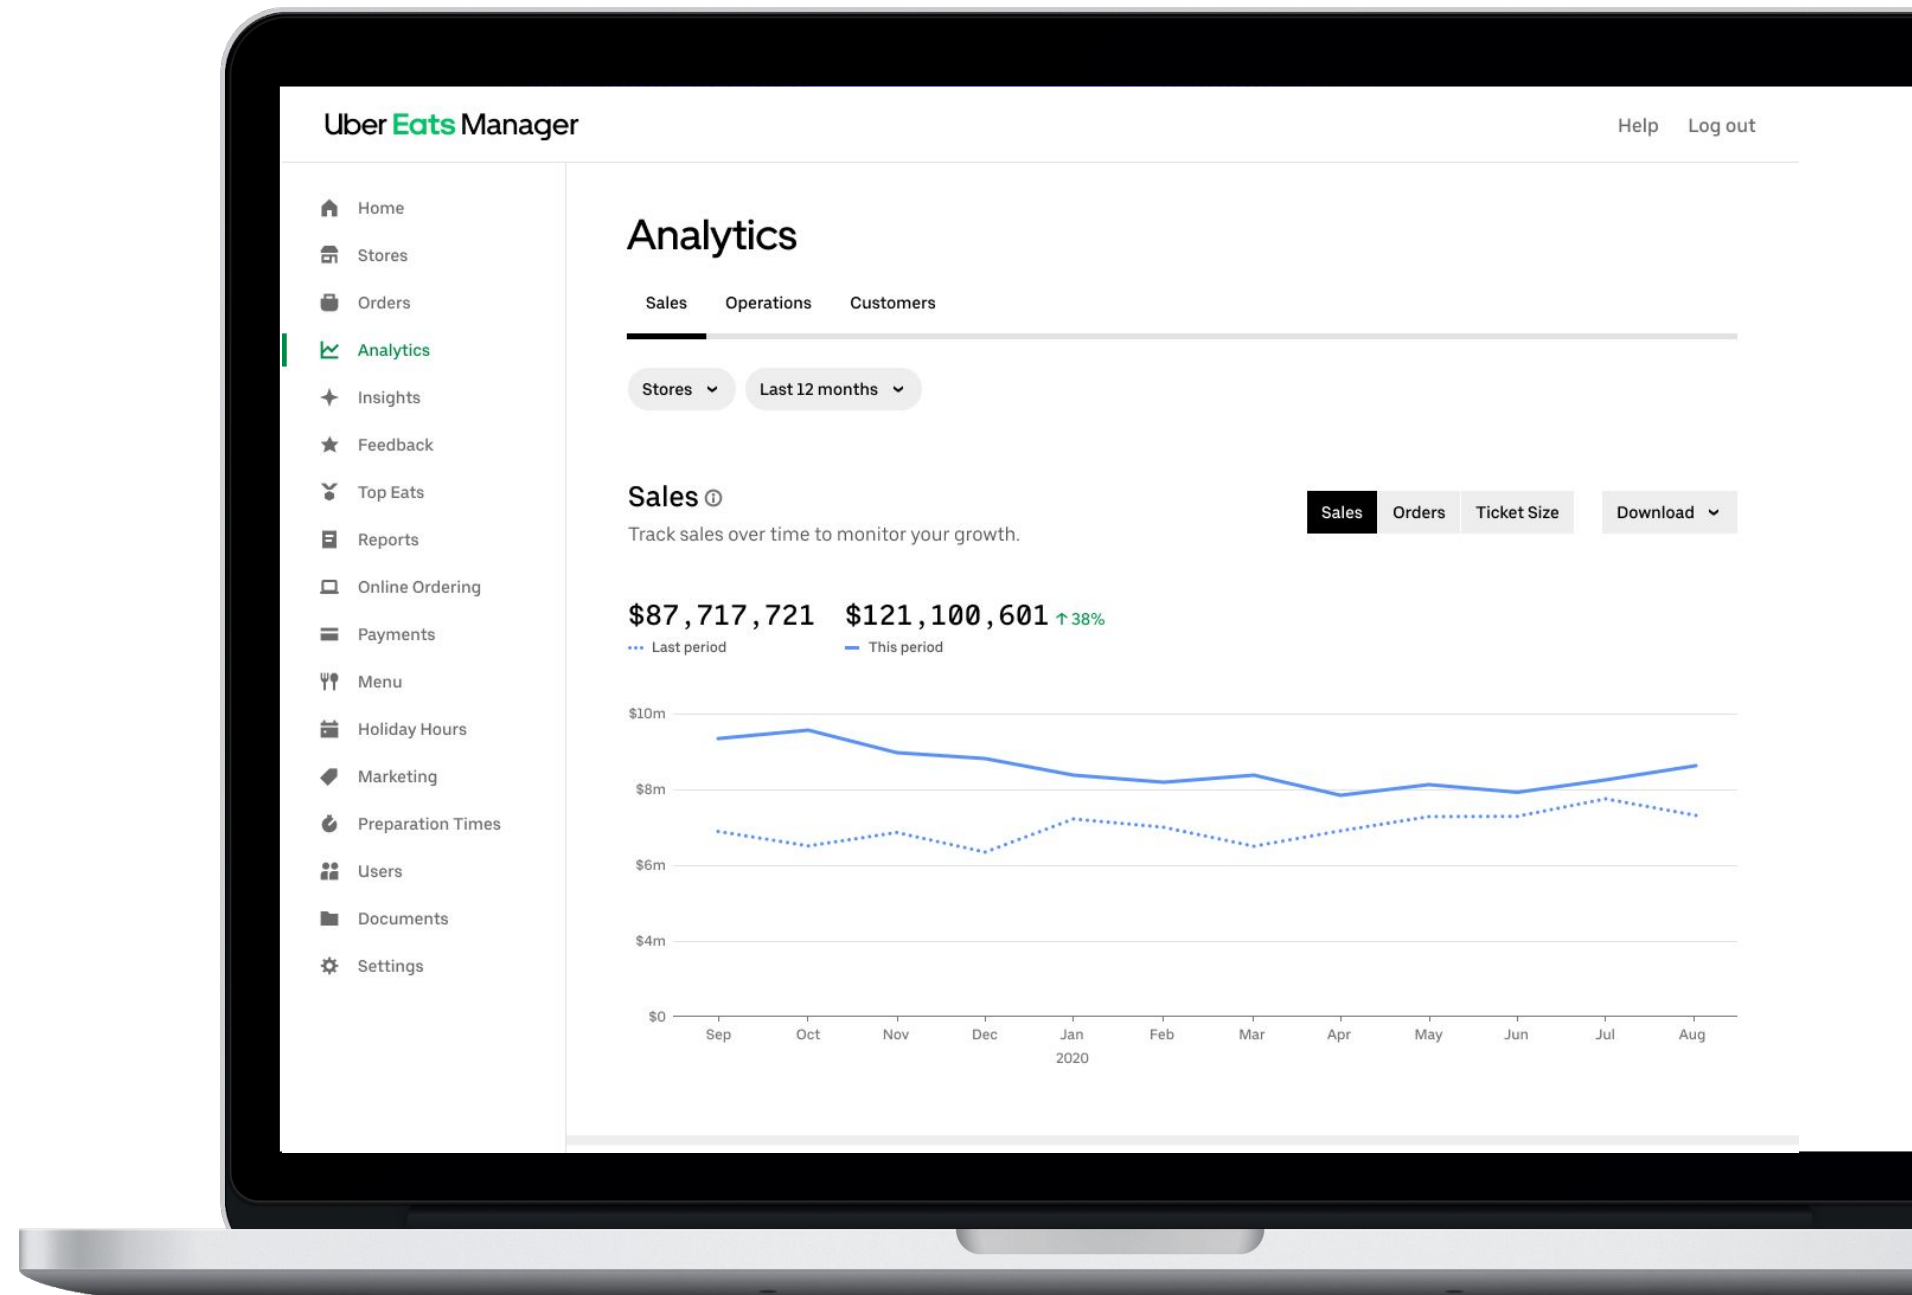 Uber Eats Manager
Help
Log out
Home
Stores
Orders
Analytics
Insights
Feedback
Top Eats
Reports
Online Ordering
Payments
Menu
Holiday Hours
Marketing
Preparation Times
Users
Documents
Settings
Analytics
Sales Operations Customers
Stores Last 12 months
Sales
Track sales over time to monitor your growth.
Sales Orders Ticket Size Download
$87,717,721 $121,100,601 ↑ 38%
Last period This period
$10m
$8m
$6m
$4m
$0
Sep Oct Nov Dec Jan Feb Mar Apr May Jun Jul Aug
2020